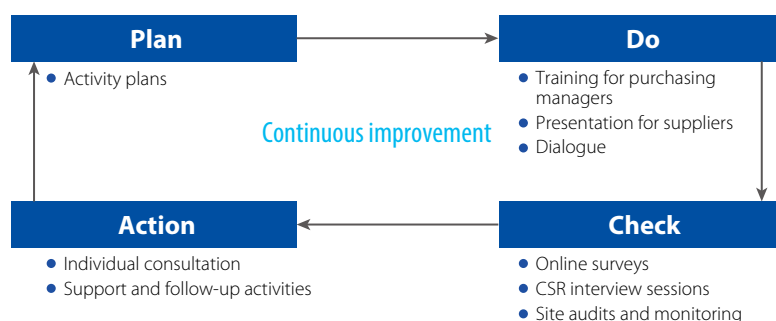 Plan
• Activity plans
Do
• Training for purchasing
managers
• Presentation for suppliers
• Dialogue
Continuous improvement
Action
• Individual consultation
• Support and follow-up activities
Check
• Online surveys
• CSR interview sessions
• Site audits and monitoring